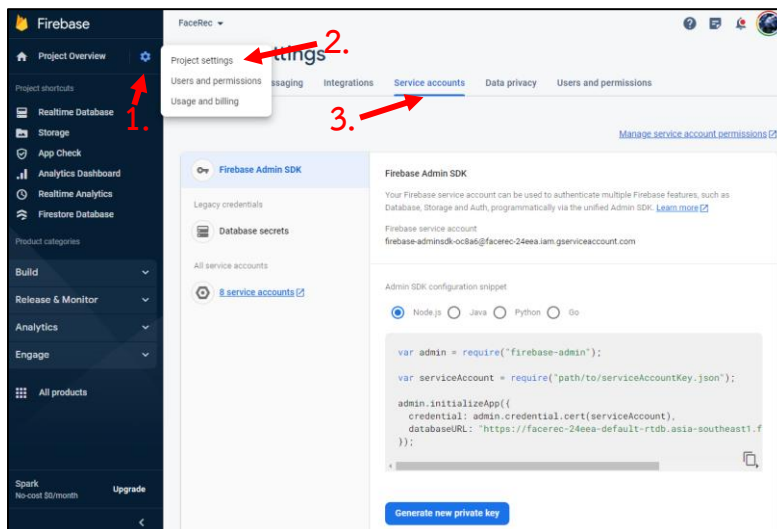 Firebase
FaceRec
Project Overview
1.
Project shortcuts
Realtime Database
Storage
App Check
Analytics Dashboard
Realtime Analytics
Firestore Database
Product categories
Build
Release & Monitor
Analytics
Engage
All products
Spark
No-cost $0/month
Upgrade
Project settings
Users and permissions
Usage and billing
2.
ttings
ssaging
Integrations
Service accounts
Data privacy
Users and permissions
3.
Manage service account permissions
Firebase Admin SDK
Legacy credentials
Database secrets
All service accounts
8 service accounts
Firebase Admin SDK
Your Firebase service account can be used to authenticate multiple Firebase features, such as
Database, Storage and Auth, programmatically via the unified Admin SDK. Learn more
Firebase service account
firebase-adminsdk-oc8a6@facerec-24eea.iam.gserviceaccount.com
Admin SDK configuration snippet
Node.js Java Python Go
var admin = require("firebase-admin");
var serviceAccount = require("path/to/serviceAccountKey.json");
admin.initializeApp({
credential: admin.credential.cert(serviceAccount),
databaseURL: "https://facerec-24eea-default-rtdb.asia-southeast1.f
});
Generate new private key